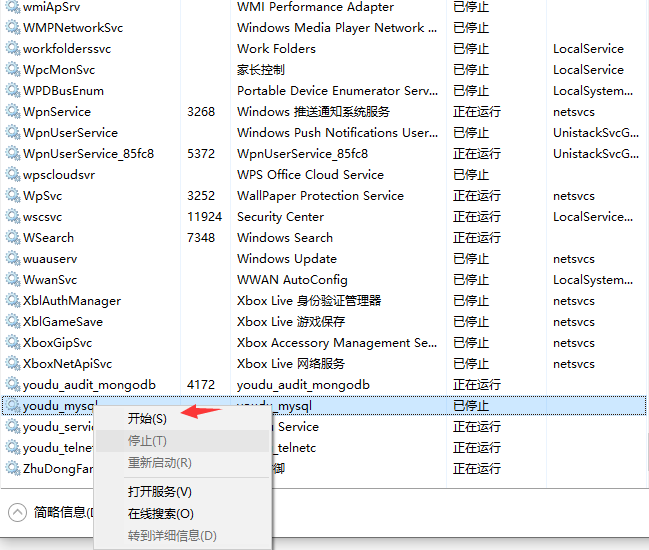 wmiApSrv WMI Performance Adapter 已停止
WMPNetworkSvc Windows Media Player Network ... 已停止
workfolderssvc Work Folders 已停止 LocalService
WpcMonSvc 家长控制 已停止 LocalService
WPDBusEnum Portable Device Enumerator Serv... 已停止 LocalSystem...
WpnService 3268 Windows 推送通知系统服务 正在运行 netsvcs
WpnUserService Windows Push Notifications User... 正在运行 UnistackSvcG...
WpnUserService_85fc8 5372 WpnUserService_85fc8 正在运行 UnistackSvcG...
wpscloudsvr WPS Office Cloud Service 已停止
WpSvc 3252 WallPaper Protection Service 正在运行 netsvcs
wscsvc 11924 Security Center 正在运行 LocalService...
WSearch 7348 Windows Search 正在运行
wuauserv Windows Update 已停止 netsvcs
WwanSvc WWAN AutoConfig 已停止 LocalSystem...
XblAuthManager Xbox Live 身份验证管理器 已停止 netsvcs
XblGameSave Xbox Live 游戏保存 已停止 netsvcs
XboxGipSvc Xbox Accessory Management Se... 已停止 netsvcs
XboxNetApiSvc Xbox Live 网络服务 已停止 netsvcs
youdu_audit_mongodb 4172 youdu_audit_mongodb 正在运行
youdu_mysql youdu_mysql 已停止
youdu_servi Service 正在运行
youdu_telnet _telnetc 正在运行
ZhuDongFan 御 正在运行
开始(S)
停止(T)
重新启动(R)
打开服务(V)
在线搜索(O)
转到详细信息(D)
简略信息(D